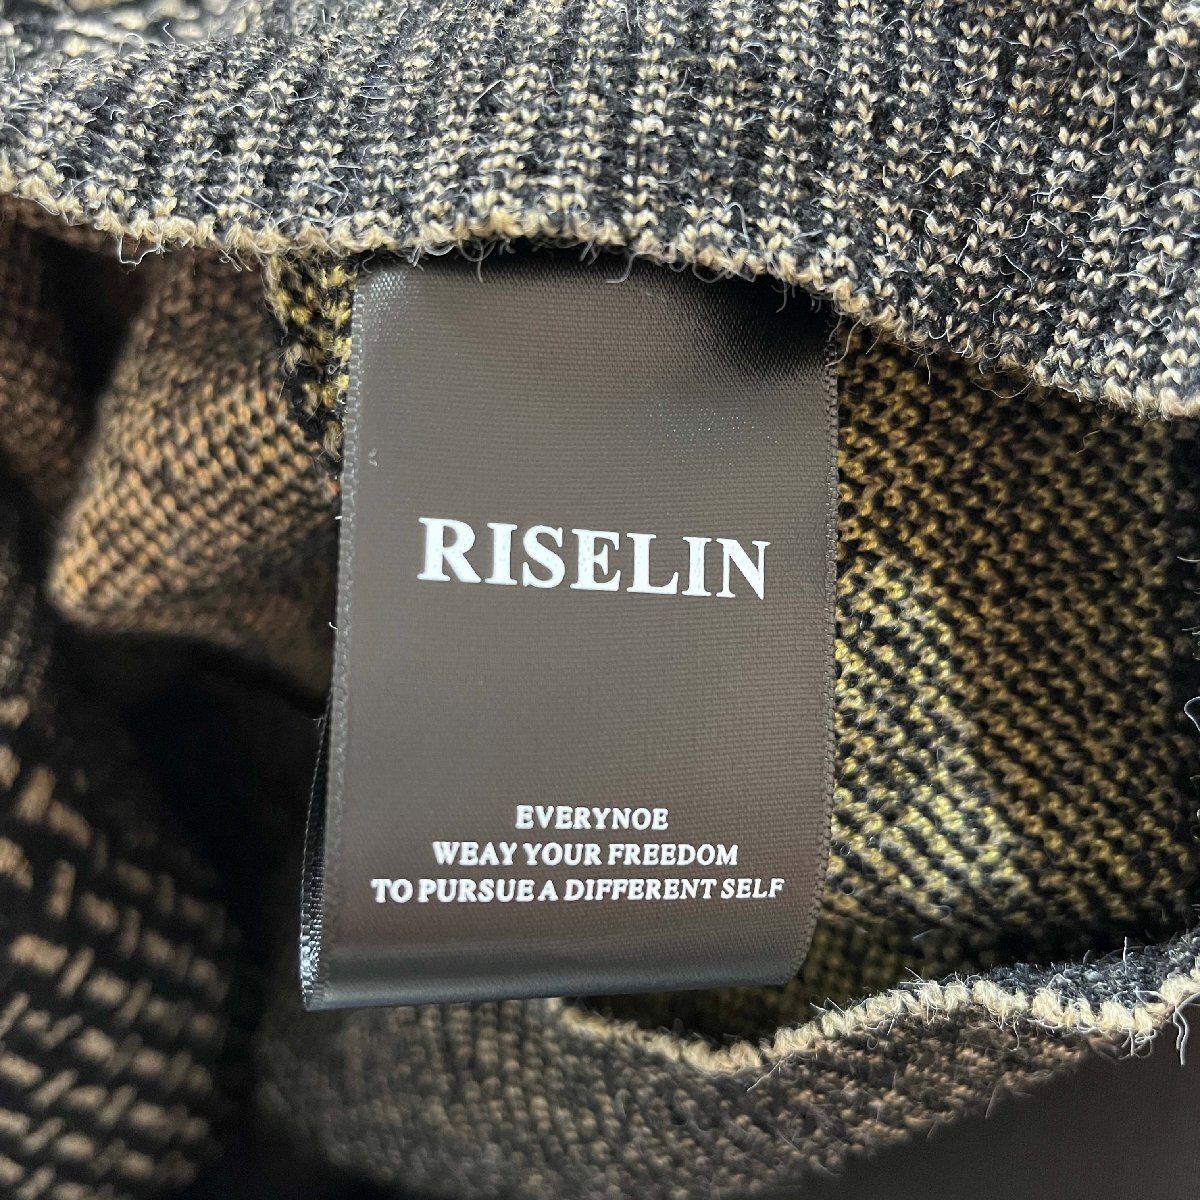 RISELIN
EVERYNOE
WEAY YOUR FREEDOM
TO PURSUE A DIFFERENT SELF